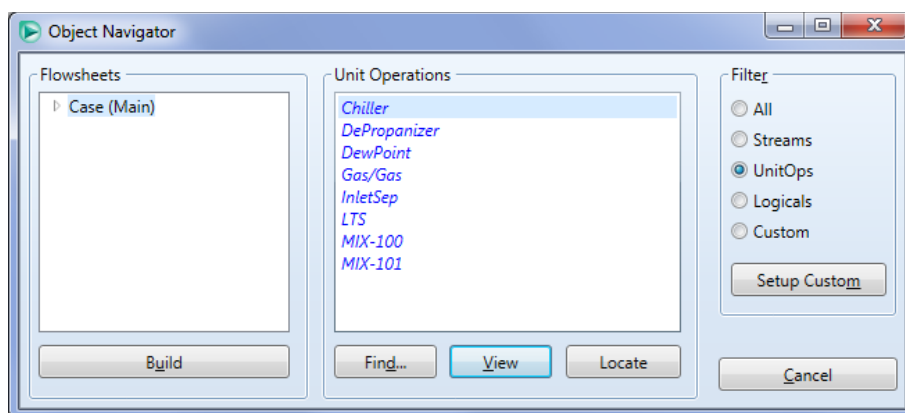 Object Navigator
Flowsheets
Case (Main)
Build
Unit Operations
Chiller
DePropanizer
DewPoint
Gas/Gas
InletSep
LTS
MIX-100
MIX-101
Find...
View
Locate
Filter
All
Streams
UnitOps
Logicals
Custom
Setup Custom
Cancel